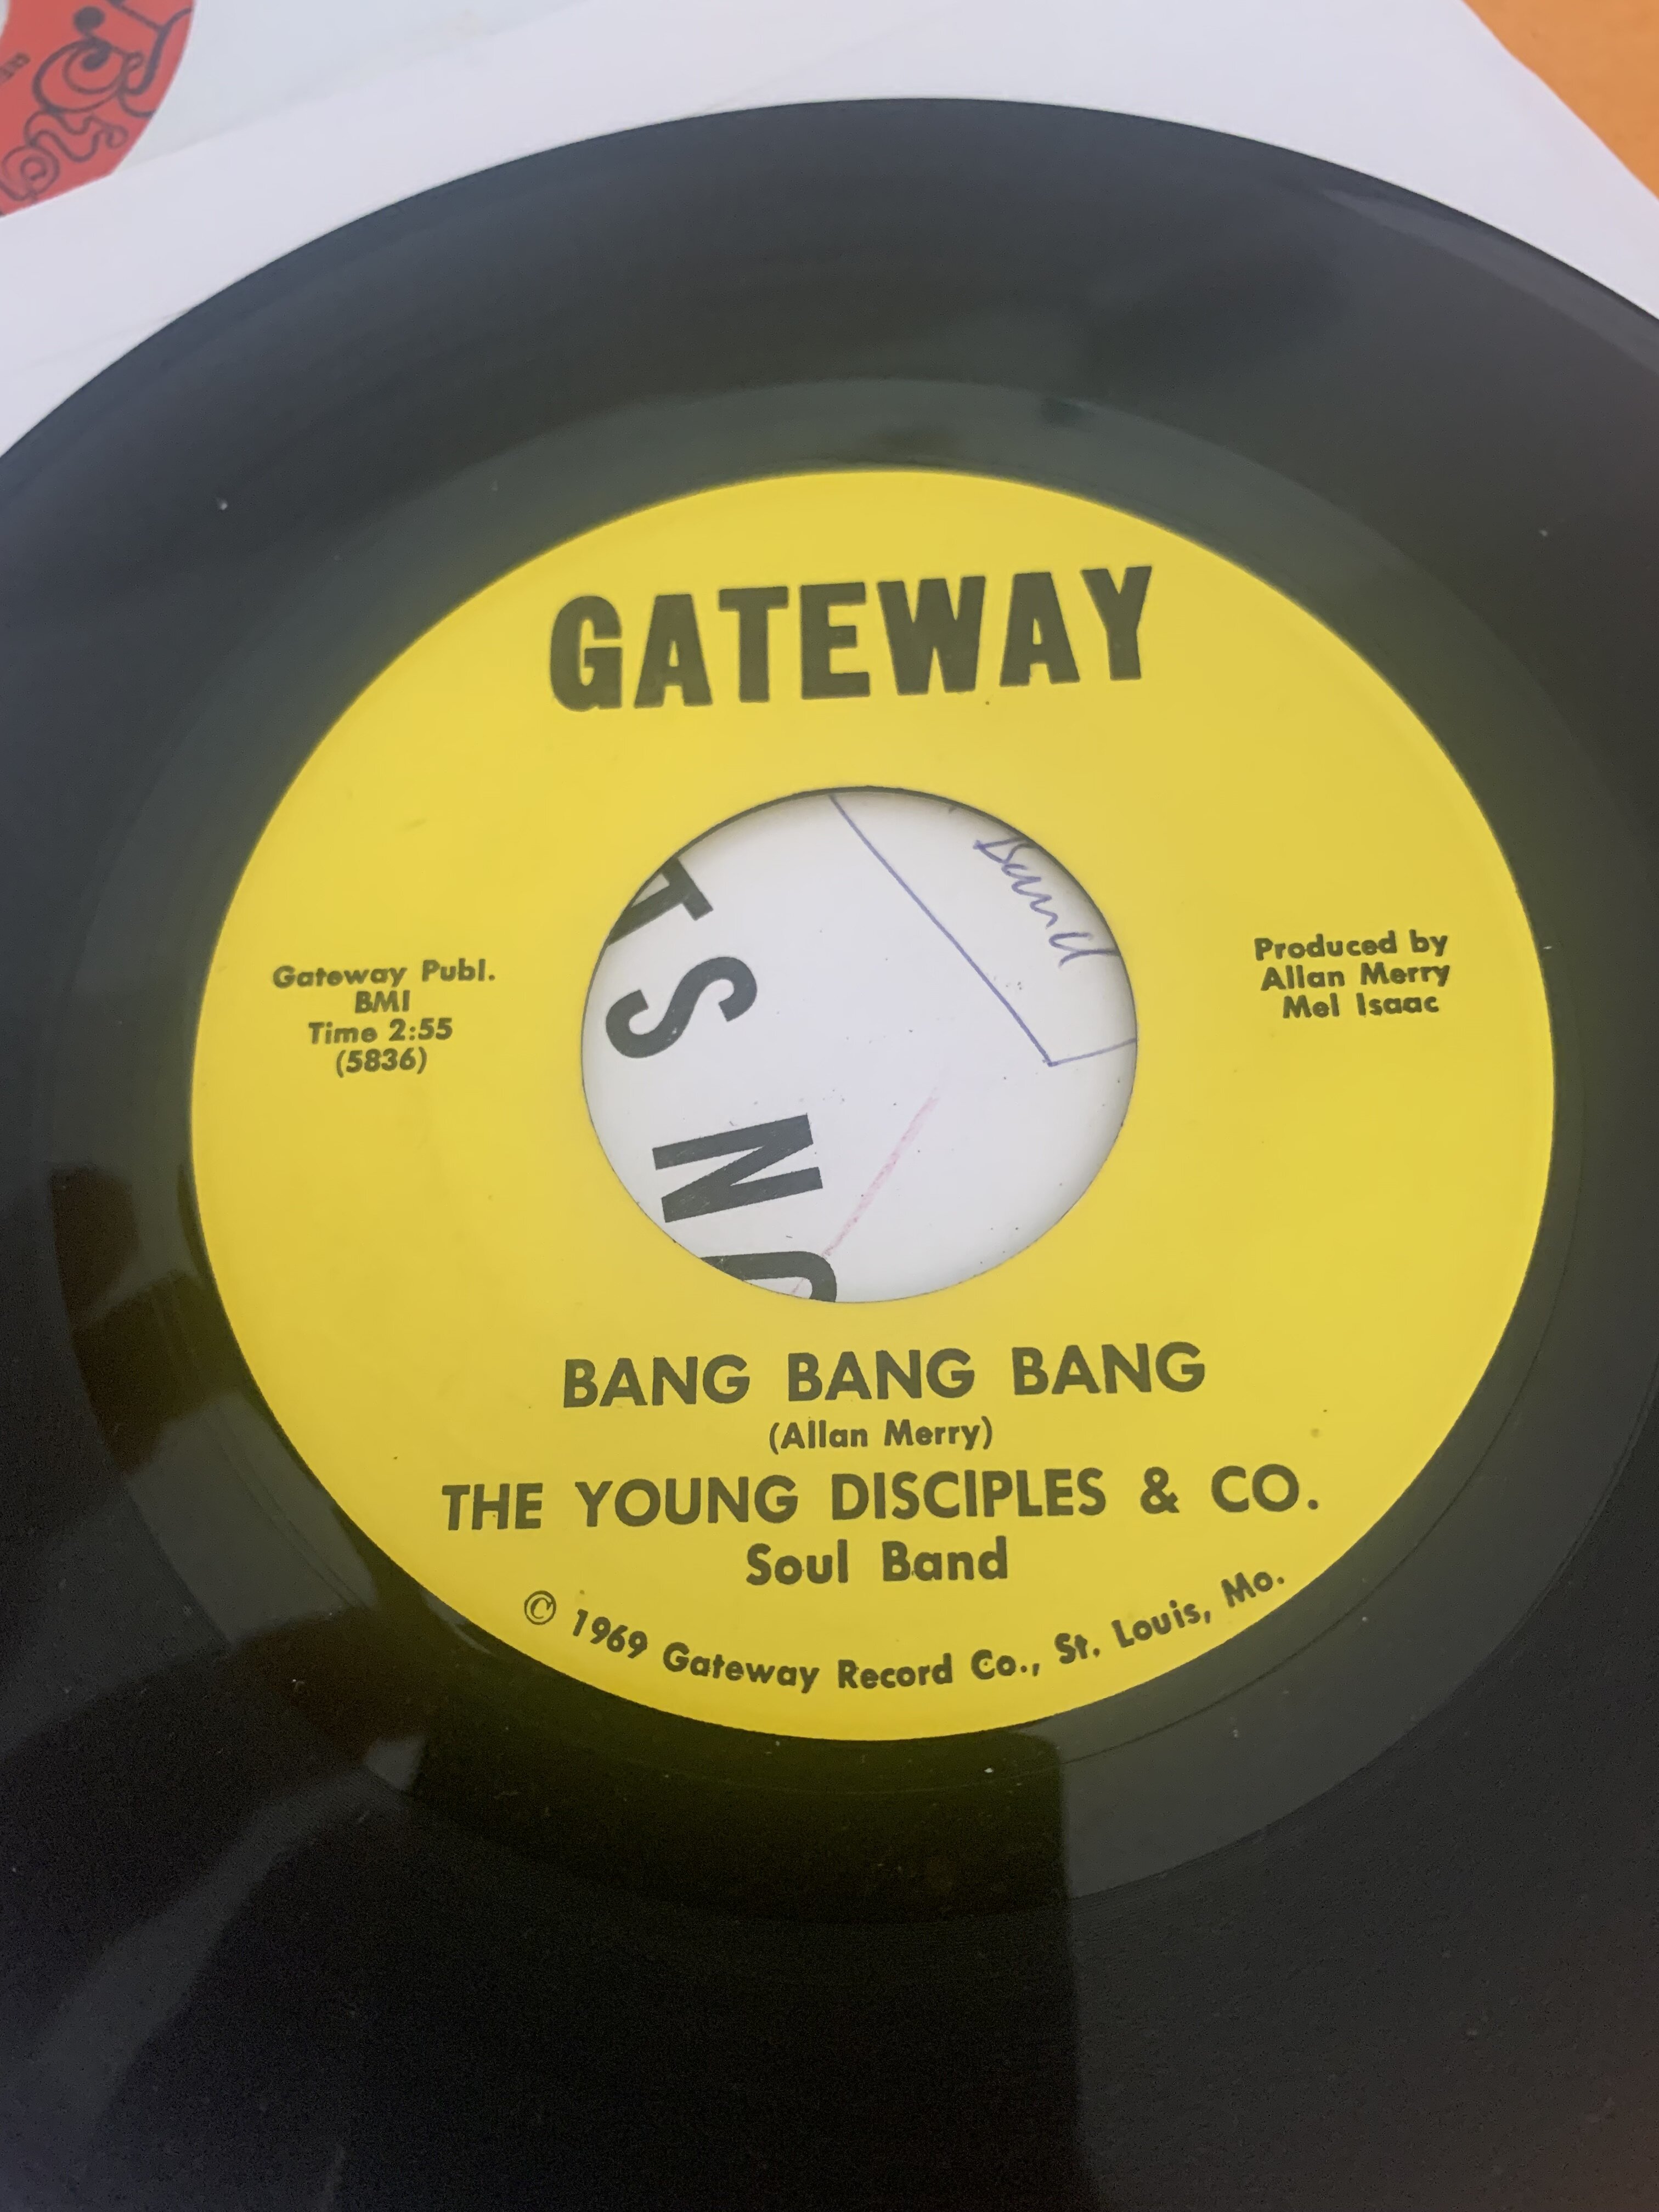 GATEWAY
Gateway Publ.
BMI
Time 2:55
(5836)
Produced by
Allan Merry
Mel Isaac
T S N
BANG BANG BANG
(Allan Merry)
THE YOUNG DISCIPLES & CO.
Soul Band
© 1969 Gateway Record Co., St. Louis, Mo.